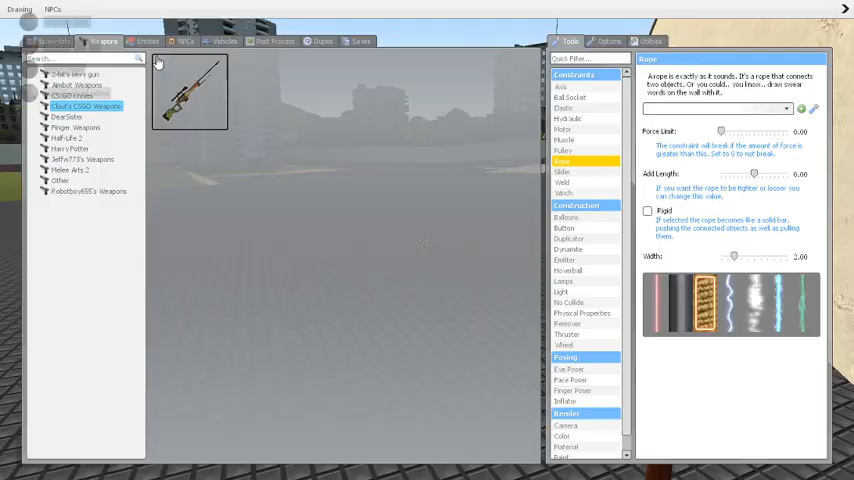 Drawing NPCs
Spawnlists Weapons Entities NPCs Vehicles Post Process Dupes Saves
Search...
2-bit's sexy gun
Aimbot Weapons
CS:GO Knives
Clout's CSGO Weapons
DearSister
Finger Weapons
Half-Life 2
Harry Potter
Jeffw773's Weapons
Melee Arts 2
Other
Robotboy655's Weapons
Tools Options Utilities
Quick Filter...
Constraints
Axis
Ball Socket
Elastic
Hydraulic
Motor
Muscle
Pulley
Rope
Slider
Weld
Winch
Construction
Balloons
Button
Duplicator
Dynamite
Emitter
Hoverball
Lamps
Light
No Collide
Physical Properties
Remover
Thruster
Wheel
Posing
Eye Poser
Face Poser
Finger Poser
Inflator
Render
Camera
Color
Material
Paint
Rope
A rope is exactly as it sounds. It's a rope that connects
two objects. Or you could.. you know.. draw swear
words on the wall with it.
Force Limit: 0.00
The constraint will break if the amount of force is
greater than this. Set to 0 to not break.
Add Length: 0.00
If you want the rope to be tighter or looser you
can change this value.
Rigid
If selected the rope becomes like a solid bar,
pushing the connected objects as well as pulling
them.
Width: 2.00